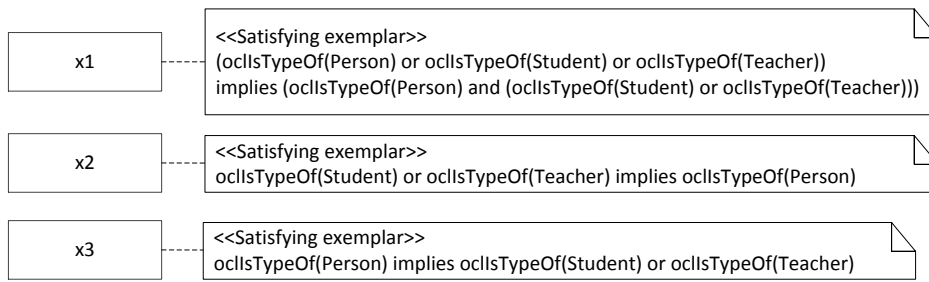 x1
<<Satisfying exemplar>>
(oclIsTypeOf(Person) or oclIsTypeOf(Student) or oclIsTypeOf(Teacher))
implies (oclIsTypeOf(Person) and (oclIsTypeOf(Student) or oclIsTypeOf(Teacher)))
x2
<<Satisfying exemplar>>
oclIsTypeOf(Student) or oclIsTypeOf(Teacher) implies oclIsTypeOf(Person)
x3
<<Satisfying exemplar>>
oclIsTypeOf(Person) implies oclIsTypeOf(Student) or oclIsTypeOf(Teacher)